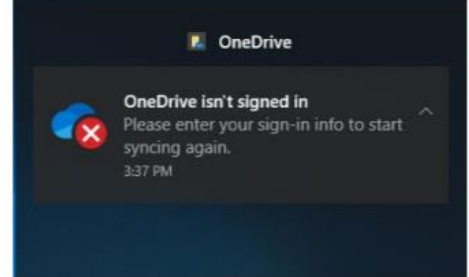 OneDrive
OneDrive isn't signed in
Please enter your sign-in info to start
syncing again.
3:37 PM